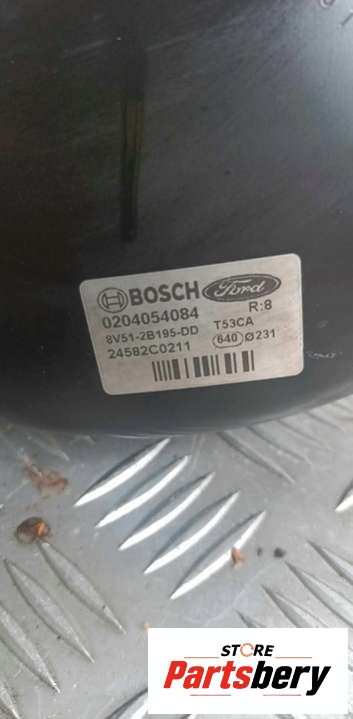 BOSCH Ford
0204054084 R:8
8V51-2B195-DD T53CA
24582C0211 640 Ø231
STORE
Partsbery